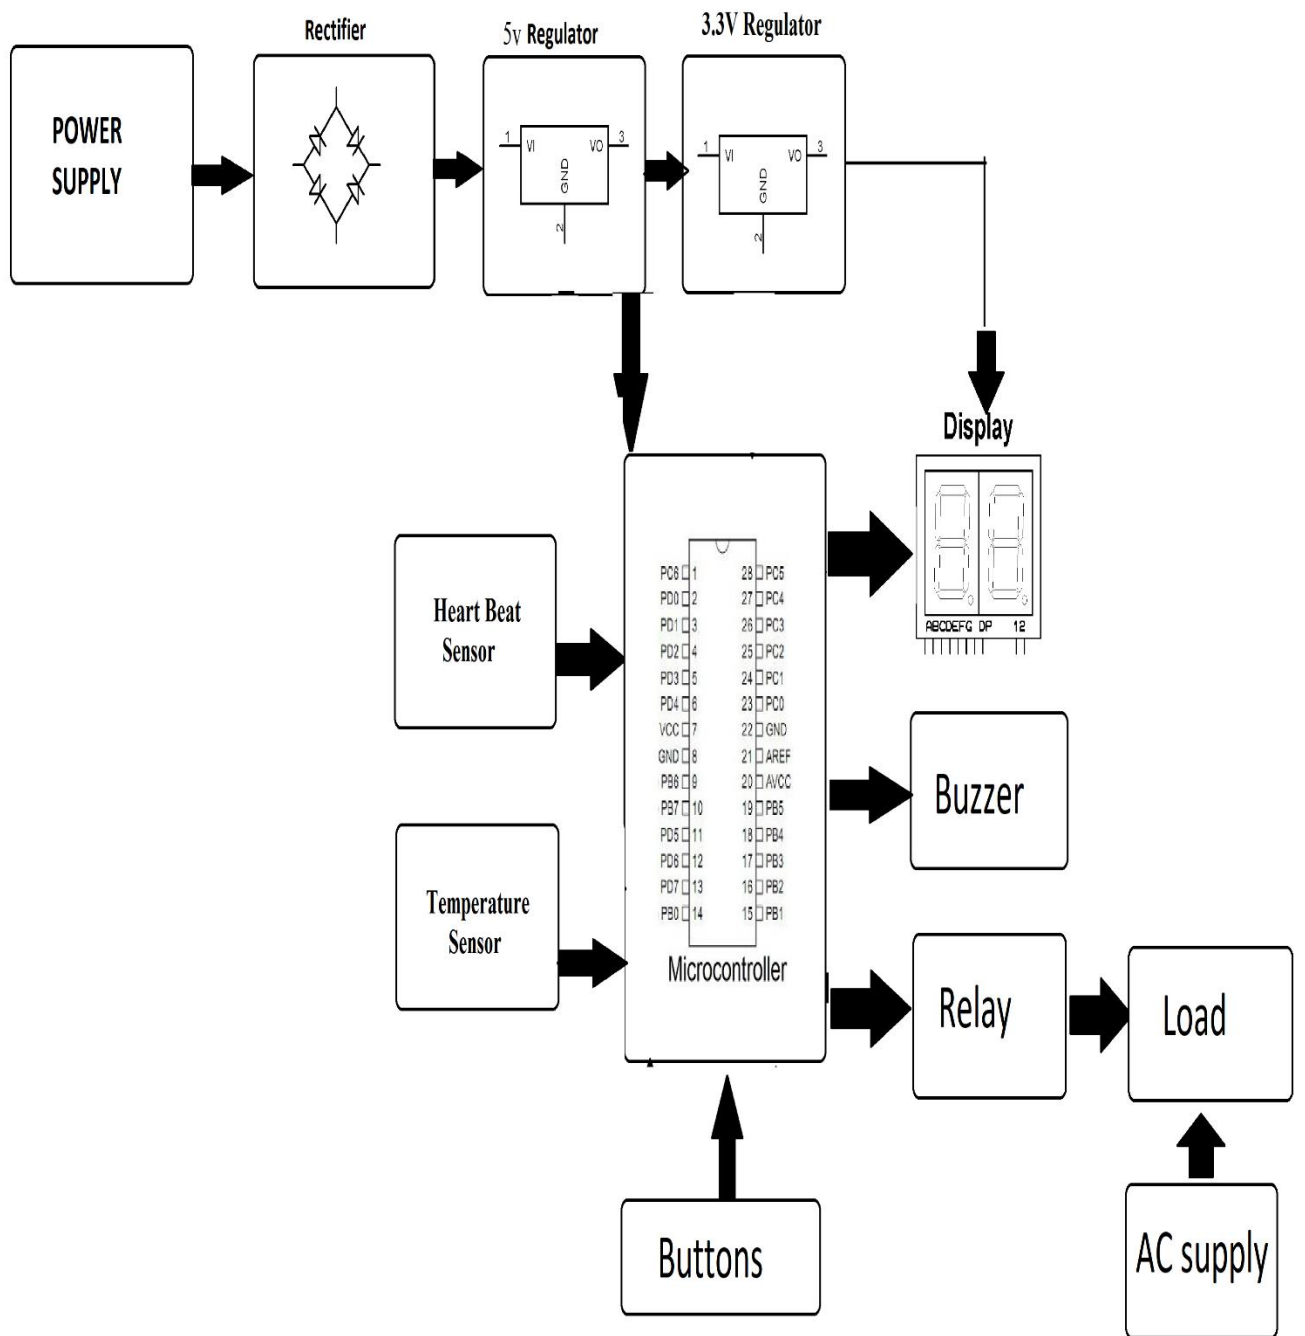 Rectifier
5v Regulator
3.3V Regulator
POWER
SUPPLY
1 VI VO 3
GND
2
1 VI VO 3
GND
2
Display
ABCDEFG DP 12
Heart Beat
Sensor
PC6 1 28 PC5
PD0 2 27 PC4
PD1 3 26 PC3
PD2 4 25 PC2
PD3 5 24 PC1
PD4 6 23 PC0
VCC 7 22 GND
GND 8 21 AREF
PB6 9 20 AVCC
PB7 10 19 PB5
PD5 11 18 PB4
PD6 12 17 PB3
PD7 13 16 PB2
PB0 14 15 PB1
Microcontroller
Buzzer
Temperature
Sensor
Relay
Load
Buttons
AC supply